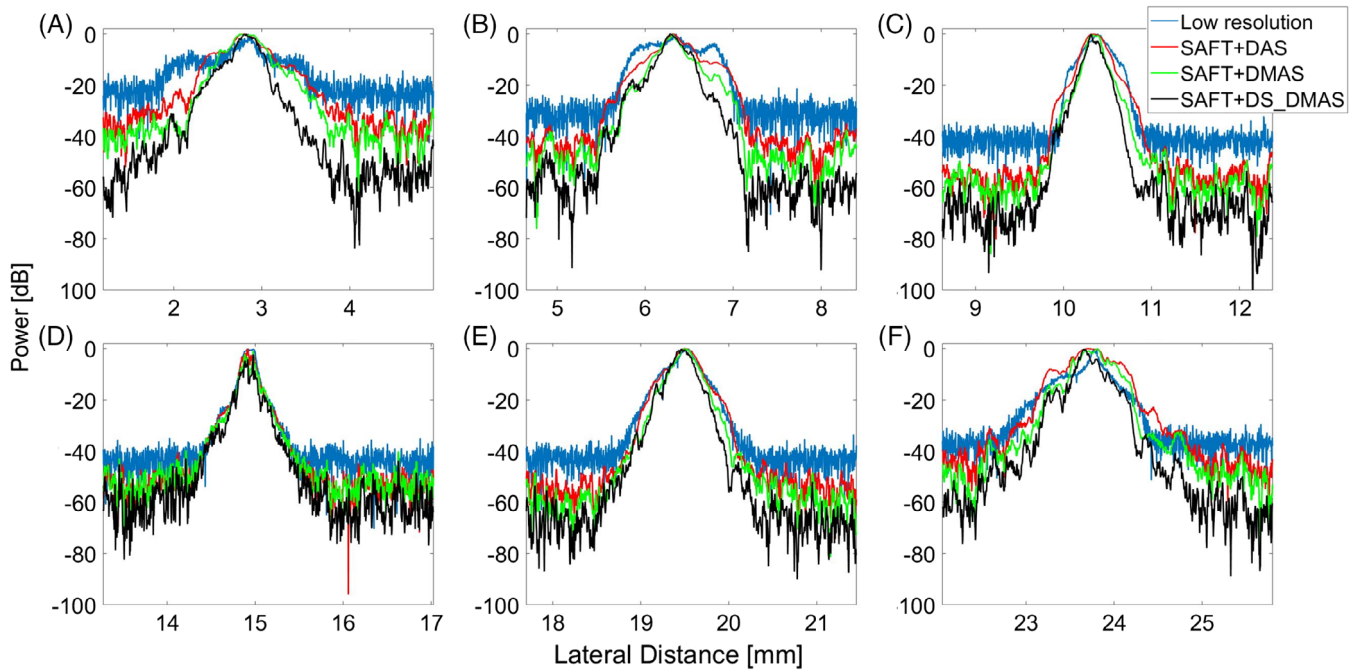 (A)
(B)
(C)
Low resolution
SAFT+DAS
SAFT+DMAS
SAFT+DS_DMAS
0
-20
-40
-60
-80
100
2 3 4
0
-20
-40
-60
-80
-100
5 6 7 8
0
-20
-40
-60
-80
-100
9 10 11 12
Power [dB]
(D)
(E)
(F)
0
-20
-40
-60
-80
-100
14 15 16 17
0
-20
-40
-60
-80
-100
18 19 20 21
0
-20
-40
-60
-80
-100
23 24 25
Lateral Distance [mm]